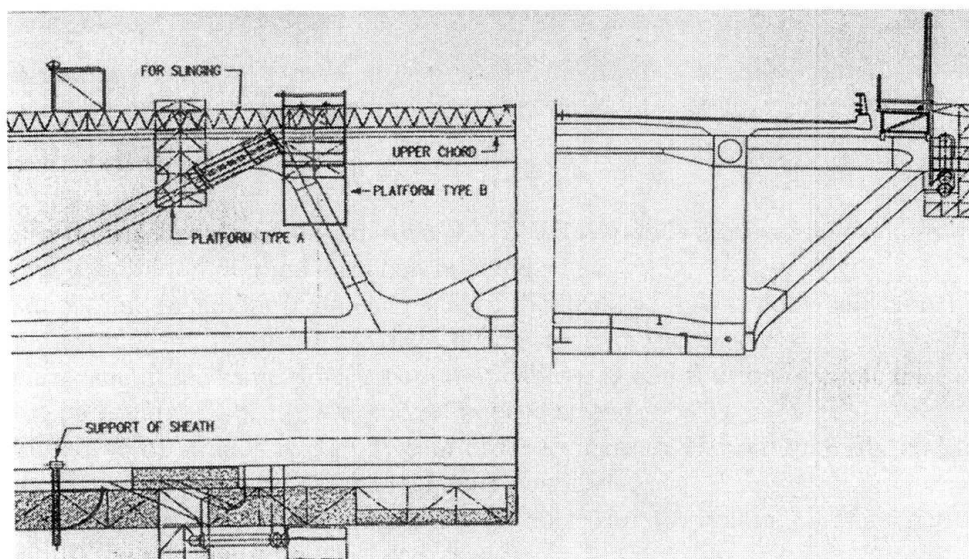 FOR SLINGING
UPPER CHORD
PLATFORM TYPE B
PLATFORM TYPE A
SUPPORT OF SHEATH